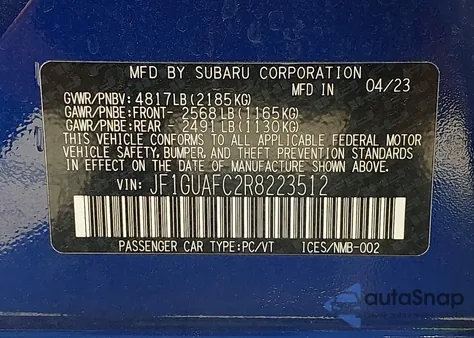 MFD BY SUBARU CORPORATION
MFD IN 04/23
GVWR/PNBV: 4817LB (2185KG)
GAWR/PNBE:FRONT- 2568LB (1165KG)
GAWR/PNBE:REAR - 2491LB (1130KG)
THIS VEHICLE CONFORMS TO ALL APPLICABLE FEDERAL MOTOR
VEHICLE SAFETY, BUMPER, AND THEFT PREVENTION STANDARDS
IN EFFECT ON THE DATE OF MANUFACTURE SHOWN ABOVE.
VIN: JF1GUAFC2R8223512
PASSENGER CAR TYPE:PC/VT ICES/NMB-002
autoSnap